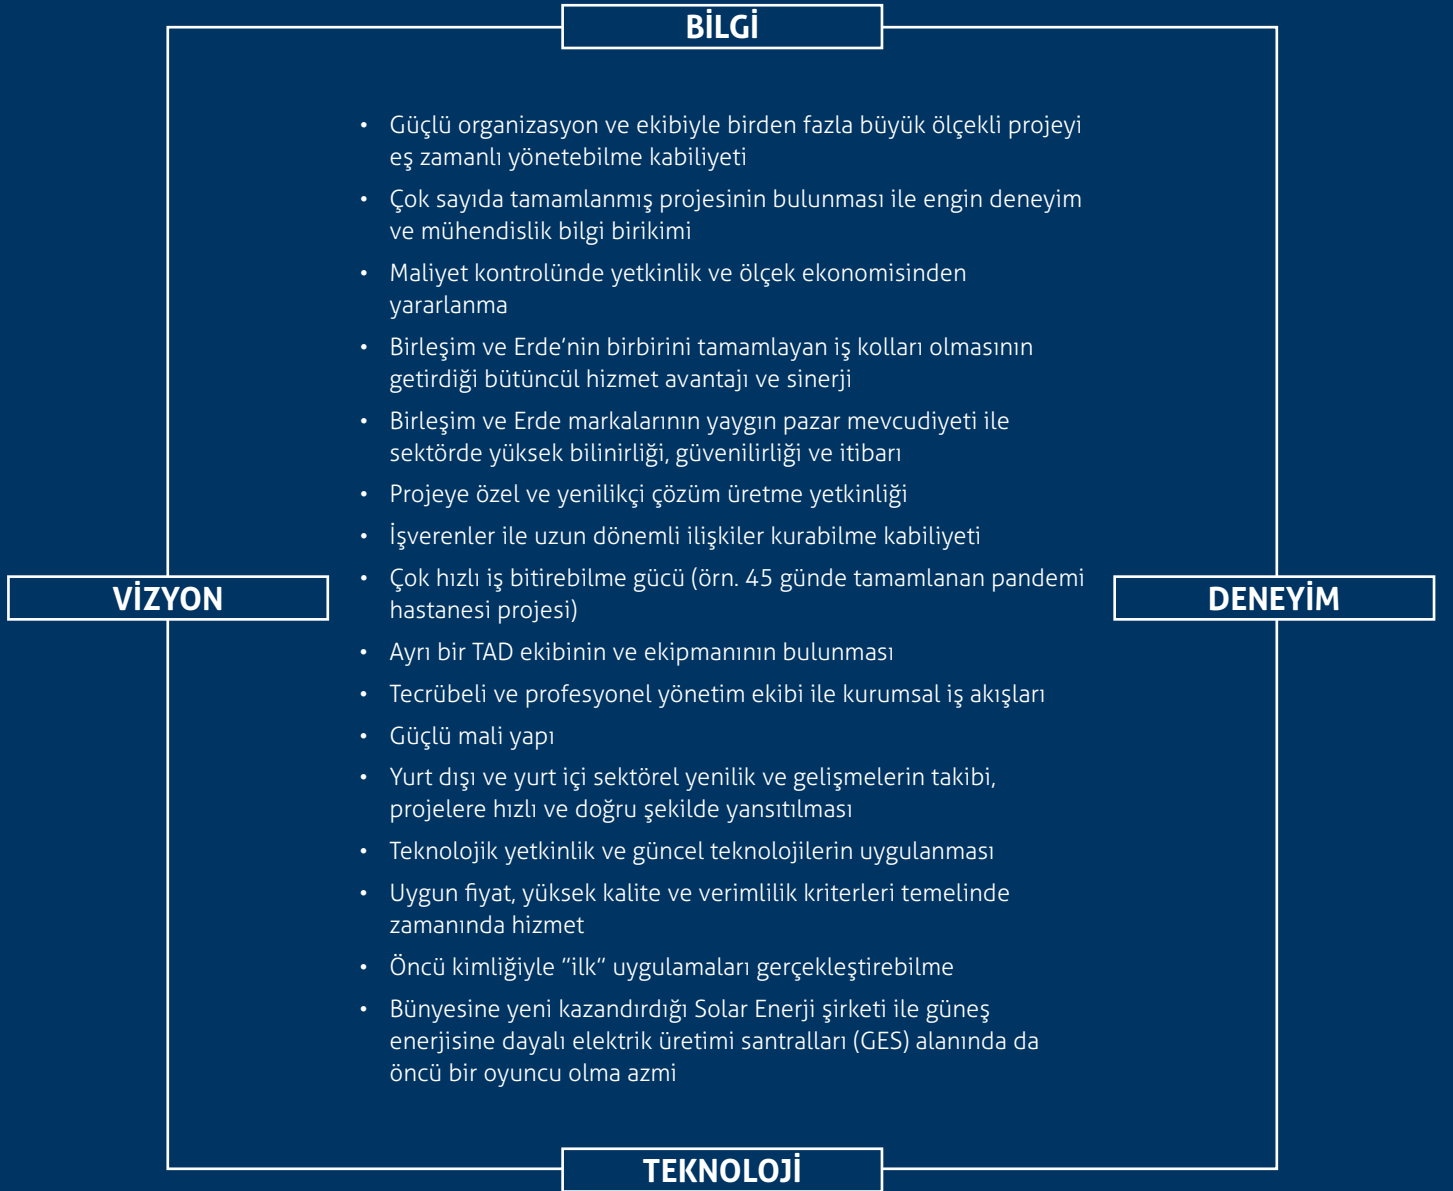 BİLGİ
• Güçlü organizasyon ve ekibiyle birden fazla büyük ölçekli projeyi
eş zamanlı yönetebilme kabiliyeti
• Çok sayıda tamamlanmış projesinin bulunması ile engin deneyim
ve mühendislik bilgi birikimi
• Maliyet kontrolünde yetkinlik ve ölçek ekonomisinden
yararlanma
• Birleşim ve Erde’nin birbirini tamamlayan iş kolları olmasının
getirdiği bütüncül hizmet avantajı ve sinerji
• Birleşim ve Erde markalarının yaygın pazar mevcudiyeti ile
sektörde yüksek bilinirliği, güvenilirliği ve itibarı
• Projeye özel ve yenilikçi çözüm üretme yetkinliği
• İşverenler ile uzun dönemli ilişkiler kurabilme kabiliyeti
• Çok hızlı iş bitirebilme gücü (örn. 45 günde tamamlanan pandemi
hastanesi projesi)
VİZYON
DENEYİM
• Ayrı bir TAD ekibinin ve ekipmanının bulunması
• Tecrübeli ve profesyonel yönetim ekibi ile kurumsal iş akışları
• Güçlü mali yapı
• Yurt dışı ve yurt içi sektörel yenilik ve gelişmelerin takibi,
projelere hızlı ve doğru şekilde yansıtılması
• Teknolojik yetkinlik ve güncel teknolojilerin uygulanması
• Uygun fiyat, yüksek kalite ve verimlilik kriterleri temelinde
zamanında hizmet
• Öncü kimliğiyle “ilk” uygulamaları gerçekleştirebilme
• Bünyesine yeni kazandırdığı Solar Enerji şirketi ile güneş
enerjisine dayalı elektrik üretimi santralları (GES) alanında da
öncü bir oyuncu olma azmi
TEKNOLOJİ